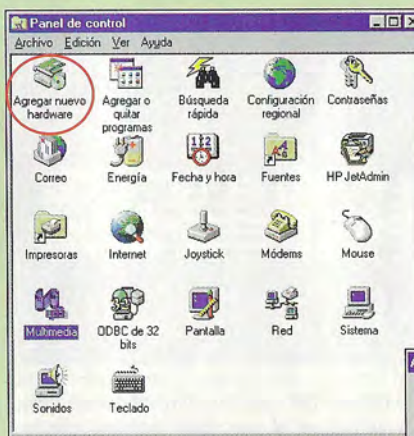 Panel de control
Archivo Edición Ver Ayuda
Agregar nuevo
hardware
Agregar o
quitar
programas
Búsqueda
rápida
Configuración
regional
Contraseñas
Correo
Energía
Fecha y hora
Fuentes
HP JetAdmin
Impresoras
Internet
Joystick
Módems
Mouse
Multimedia
ODBC de 32
bits
Pantalla
Red
Sistema
Sonidos
Teclado